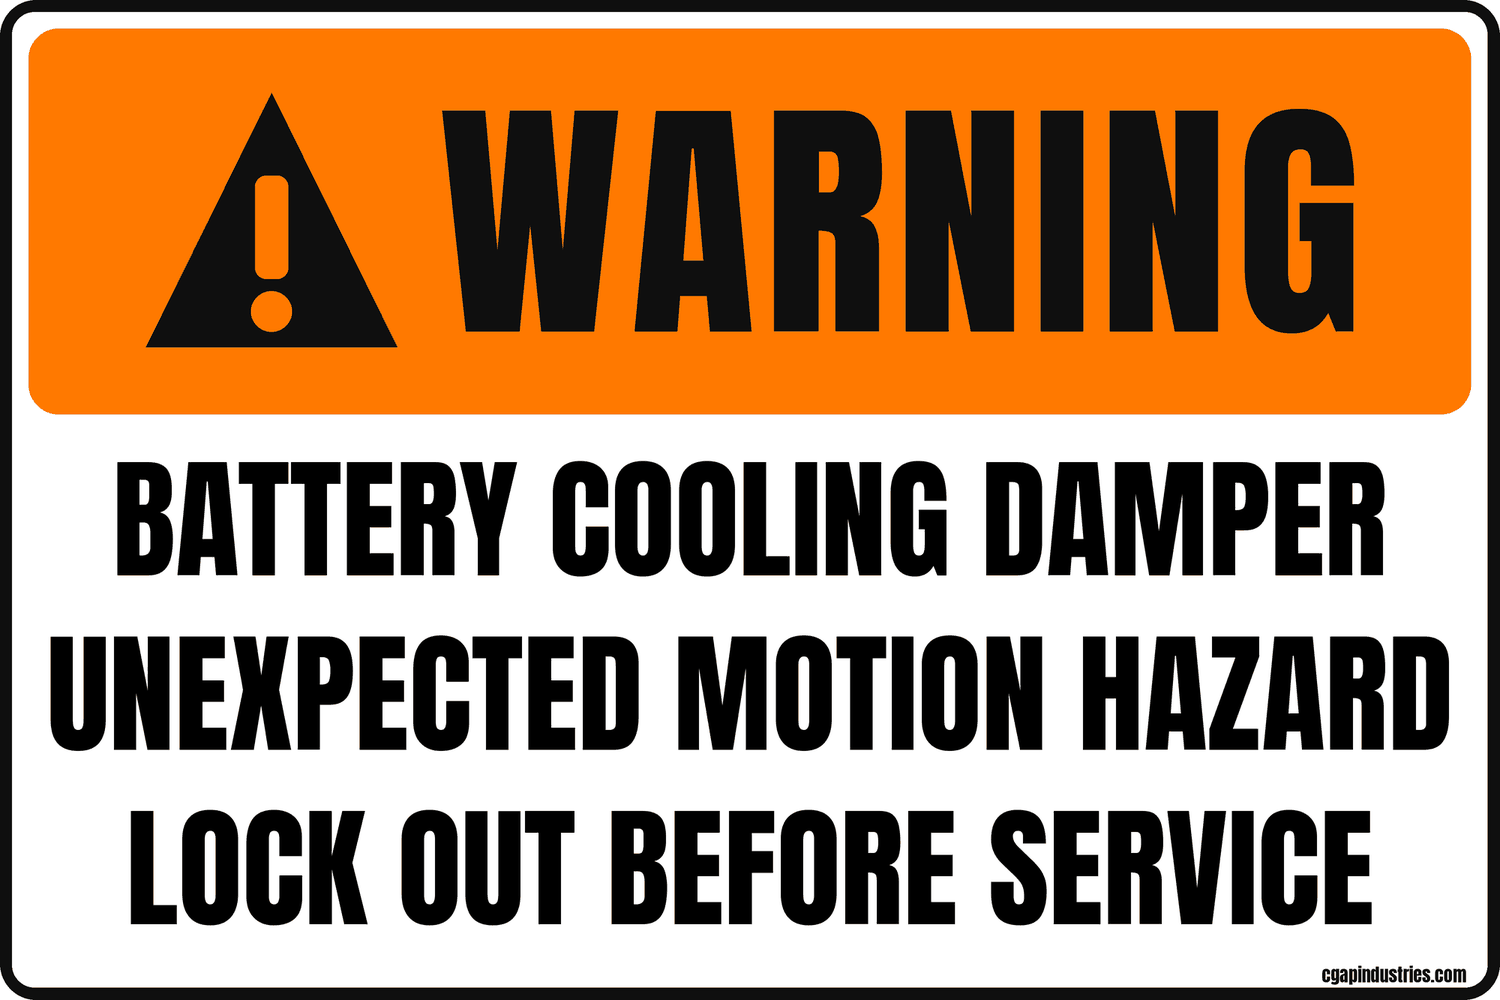 WARNING
BATTERY COOLING DAMPER
UNEXPECTED MOTION HAZARD
LOCK OUT BEFORE SERVICE
cgapindustries.com